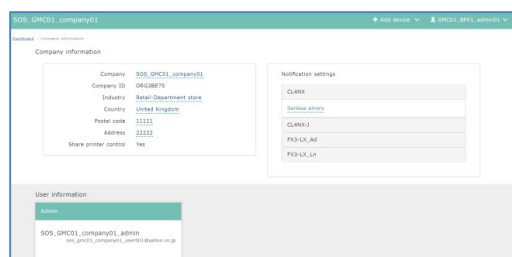 SOS_GMC01_company01
+ Add device
GMC01_BP01_admin01
Dashboard > Company information
Company information
Company SOS_GMC01_company01
Company ID ORG3BE75
Industry Retail-Department store
Country United Kingdom
Postal code 11111
Address 22222
Share printer control Yes
Notification settings
CL4NX
Serious errors
CL4NX-J
FX3-LX_Ad
FX3-LX_Ln
User information
Admin
SOS_GMC01_company01_admin
sos_gmc01_company01_user001@yahoo.co.jp